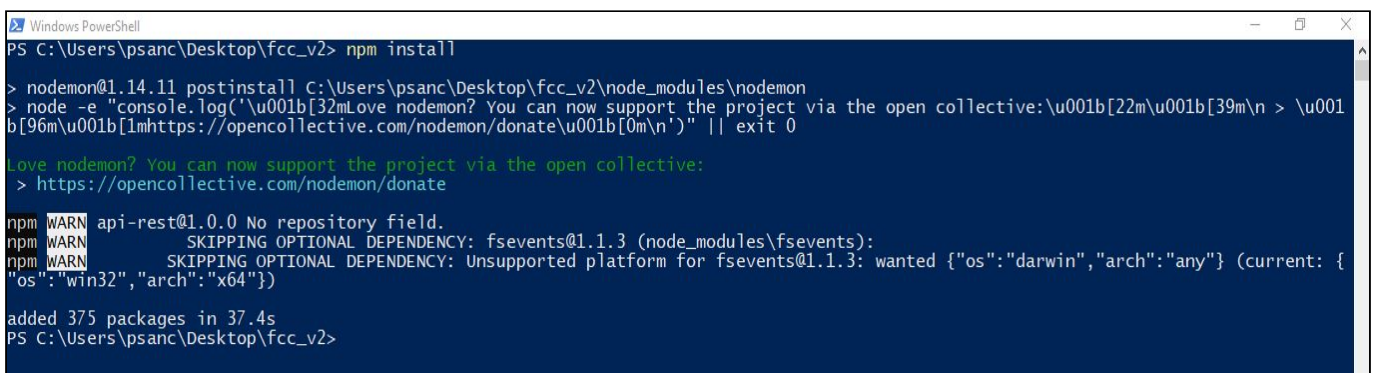 Windows PowerShell
PS C:\Users\psanc\Desktop\fcc_v2> npm install
> nodemon@1.14.11 postinstall C:\Users\psanc\Desktop\fcc_v2\node_modules\nodemon
> node -e "console.log('\u001b[32mLove nodemon? You can now support the project via the open collective:\u001b[22m\u001b[39m\n > \u001
b[96m\u001b[1mhttps://opencollective.com/nodemon/donate\u001b[0m\n')" || exit 0
Love nodemon? You can now support the project via the open collective:
> https://opencollective.com/nodemon/donate
npm WARN api-rest@1.0.0 No repository field.
npm WARN SKIPPING OPTIONAL DEPENDENCY: fsevents@1.1.3 (node_modules\fsevents):
npm WARN SKIPPING OPTIONAL DEPENDENCY: Unsupported platform for fsevents@1.1.3: wanted {"os":"darwin","arch":"any"} (current: {
"os":"win32","arch":"x64"})
added 375 packages in 37.4s
PS C:\Users\psanc\Desktop\fcc_v2>